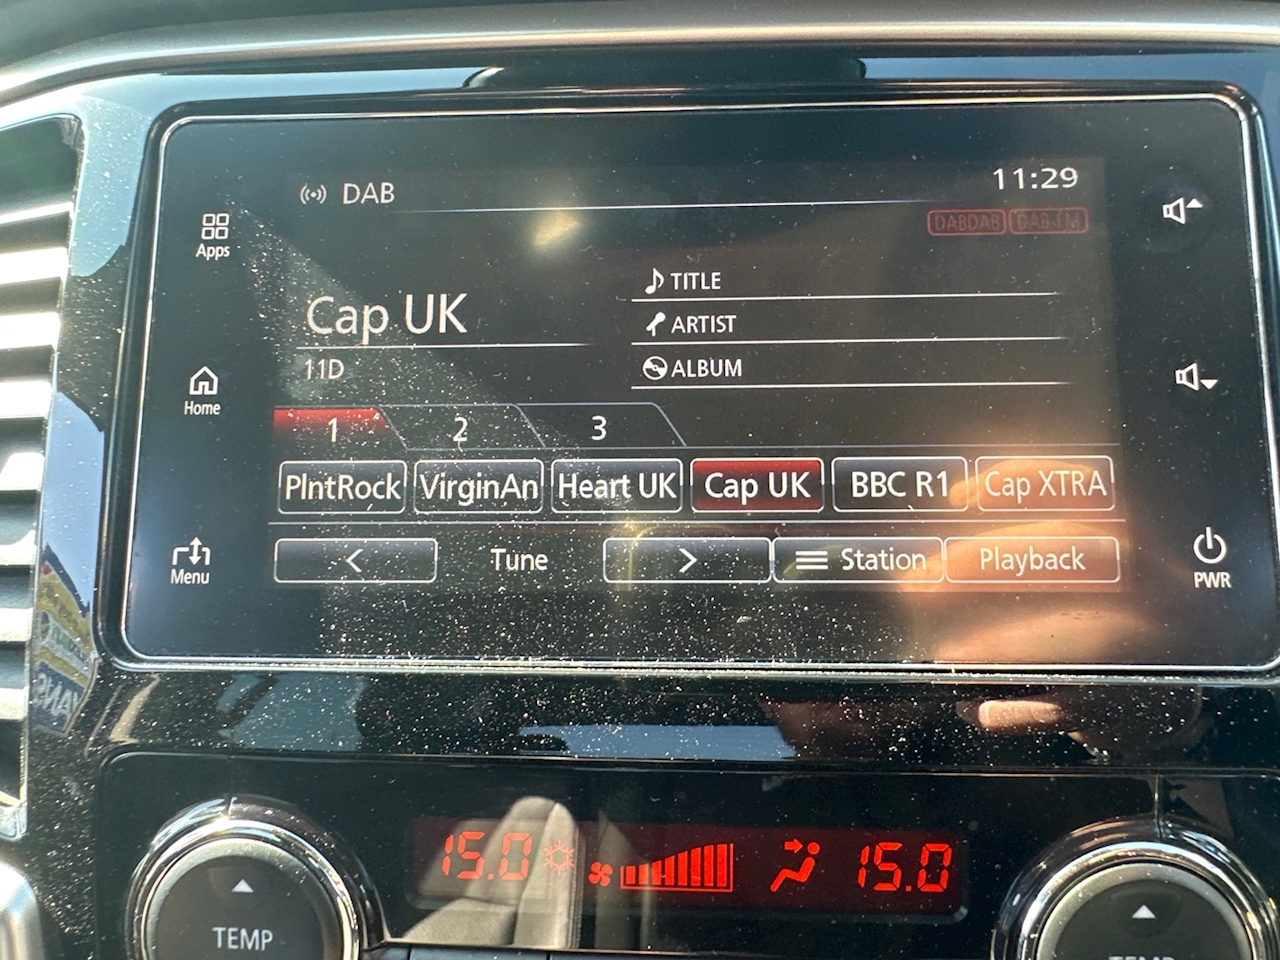 DAB
11:29
DABDAB DAB-FM
Apps
TITLE
Cap UK
ARTIST
11D
ALBUM
Home
1 2 3
PlntRock VirginAn Heart UK Cap UK BBC R1 Cap XTRA
< Tune > Station Playback
Menu
PWR
15.0 15.0
TEMP
TEMP